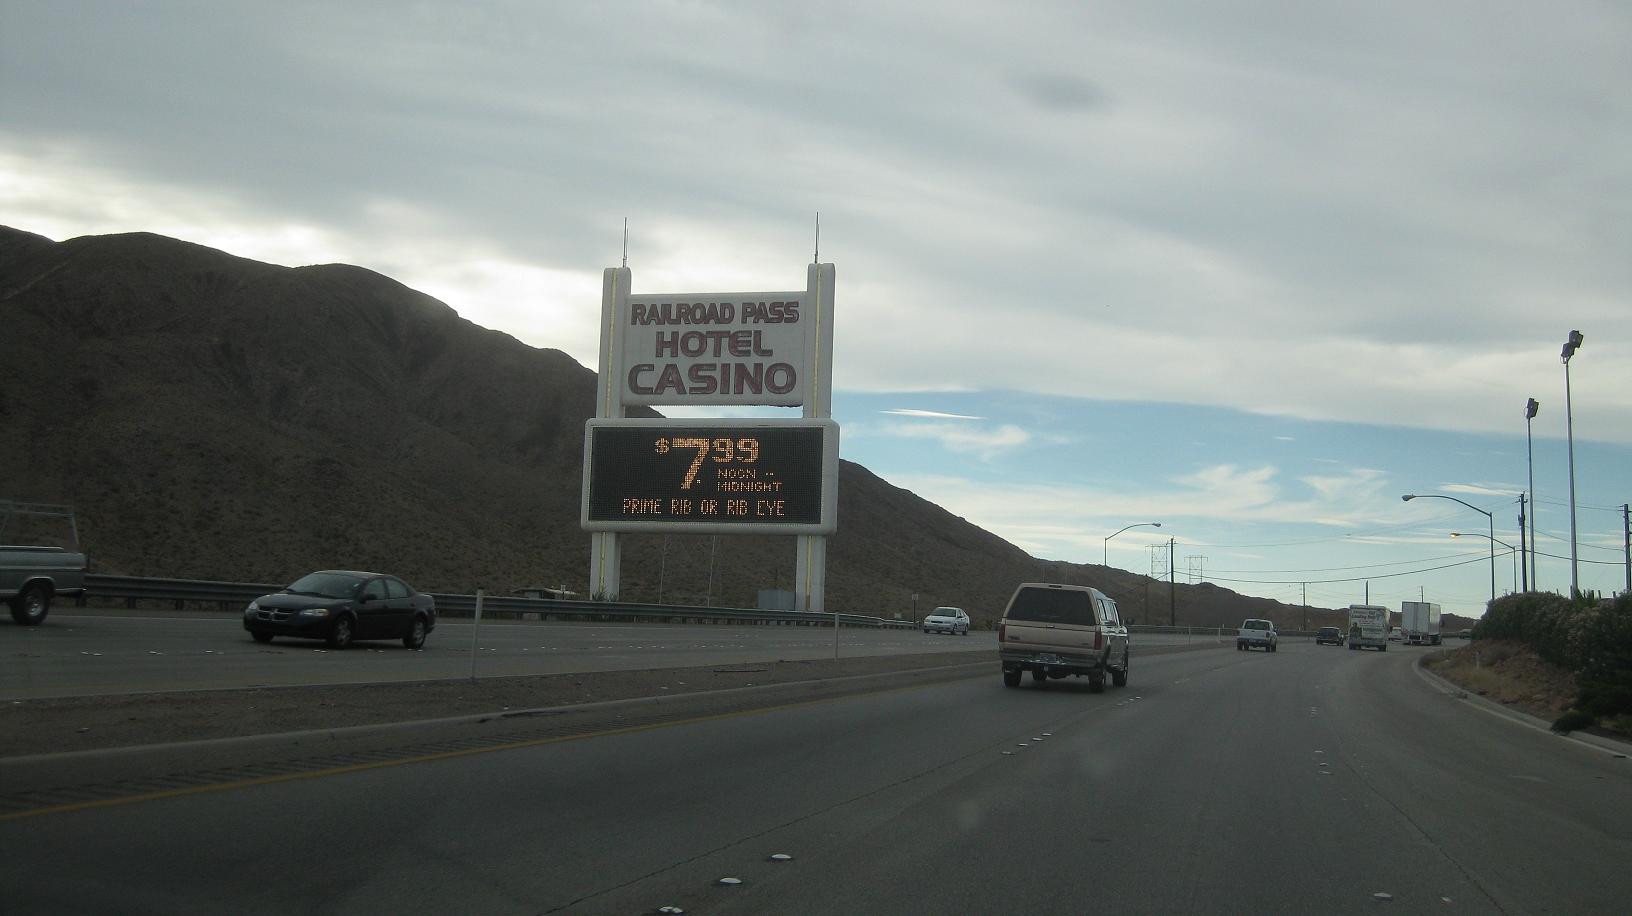 RAILROAD PASS
HOTEL
CASINO
$7.99
NOON --
MIDNIGHT
PRIME RIB OR RIB EYE